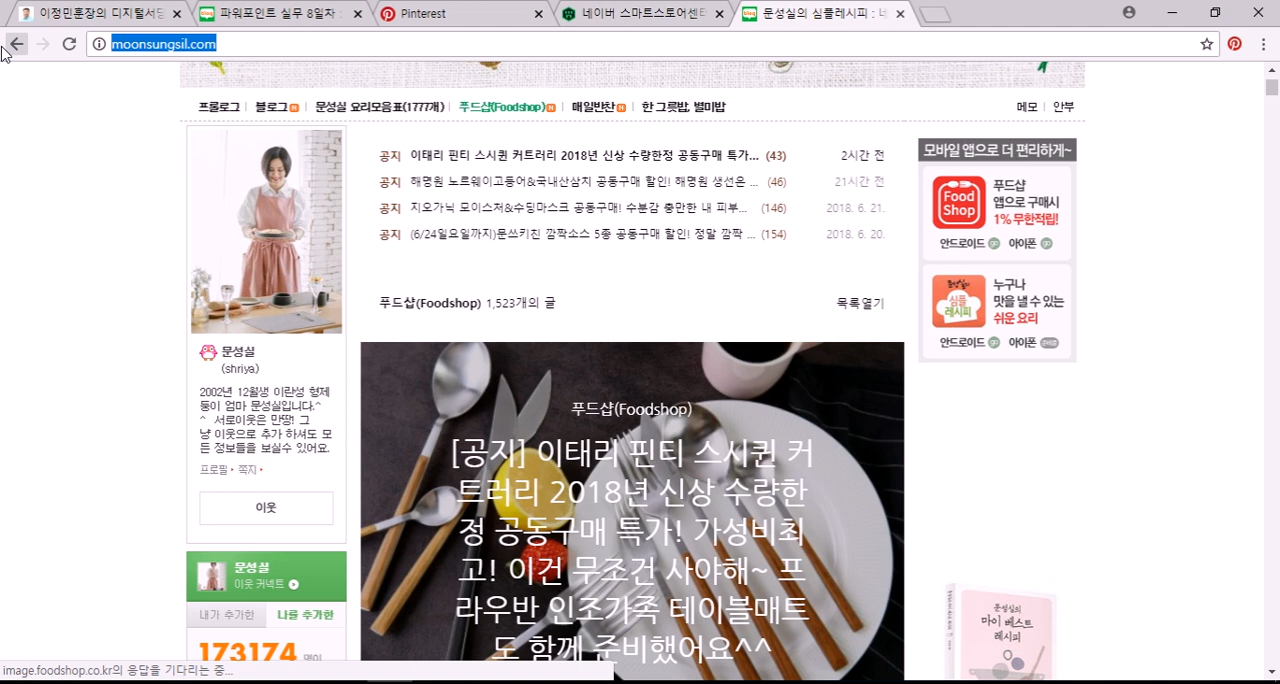 이정민훈장의 디지털서당
파워포인트 실무 8일차 :
Pinterest
네이버 스마트스토어센터
문성실의 심플레시피 : 네
moonsungsil.com
프롤로그
블로그
문성실 요리모음표(1777개)
푸드샵(Foodshop)
매일반찬
한 그릇밥, 별미밥
메모
안부
공지 이태리 핀티 스시퀸 커트러리 2018년 신상 수량한정 공동구매 특가... (43) 2시간 전
공지 해명원 노르웨이고등어&국내산삼치 공동구매 할인! 해명원 생선은 ... (46) 21시간 전
공지 지오가닉 모이스처&수딩마스크 공동구매! 수분감 충만한 내 피부... (146) 2018. 6. 21.
공지 (6/24일요일까지)문쓰키친 깜짝소스 5종 공동구매 할인! 정말 깜짝 ... (154) 2018. 6. 20.
푸드샵(Foodshop) 1,523개의 글
목록열기
푸드샵(Foodshop)
[공지] 이태리 핀티 스시퀸 커
트러리 2018년 신상 수량한
정 공동구매 특가! 가성비최
고! 이건 무조건 사야해~ 프
라우반 인조가족 테이블매트
도 함께 준비했어요^^
문성실
(shriya)
2002년 12월생 이란성 형제
둥이 엄마 문성실입니다.^
^ 서로이웃은 만땅! 그
냥 이웃으로 추가 하셔도 모
든 정보들을 보실수 있어요.
프로필 쪽지
이웃
문성실
이웃 커넥트
내가 추가한
나를 추가한
173174 명이
모바일 앱으로 더 편리하게~
Food
Shop
푸드샵
앱으로 구매시
1% 무한적립!
안드로이드 go 아이폰 go
문성실의
심플
레시피
누구나
맛을 낼 수 있는
쉬운 요리
안드로이드 go 아이폰
문성실의
마이 베스트
레시피
image.foodshop.co.kr의 응답을 기다리는 중...